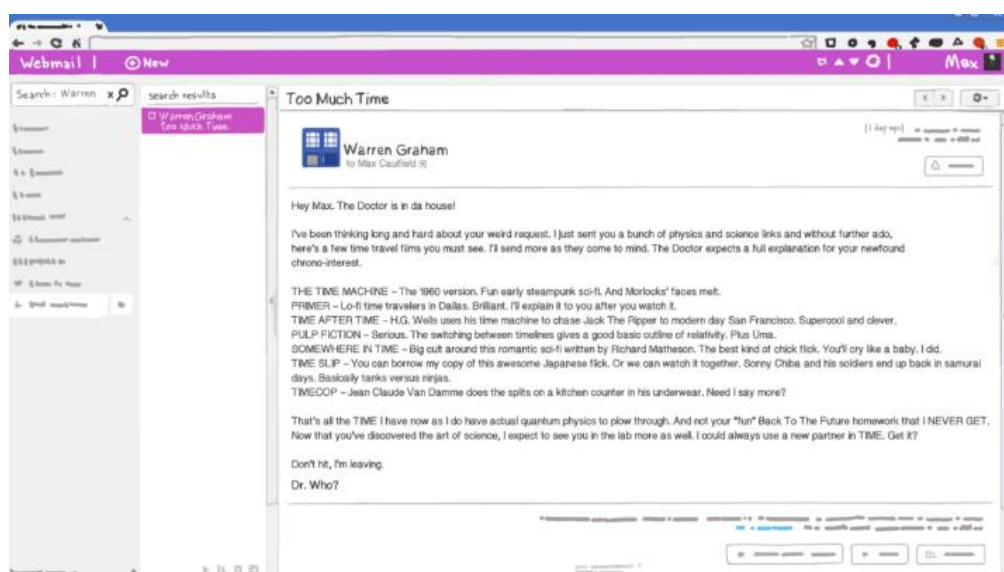 Webmail | New Max
Search: Warren x
search results
Warren Graham
Too Much Time
Too Much Time
Warren Graham
to Max Caulfield
[1 day ago]
Hey Max. The Doctor is in da house!
I've been thinking long and hard about your weird request. I just sent you a bunch of physics and science links and without further ado,
here's a few time travel films you must see. I'll send more as they come to mind. The Doctor expects a full explanation for your newfound
chrono-interest.
THE TIME MACHINE – The 1960 version. Fun early steampunk sci-fi. And Morlocks' faces melt.
PRIMER – Lo-fi time travelers in Dallas. Brilliant. I'll explain it to you after you watch it.
TIME AFTER TIME – H.G. Wells uses his time machine to chase Jack The Ripper to modern day San Francisco. Supercool and clever.
PULP FICTION – Serious. The switching between timelines gives a good basic outline of relativity. Plus Uma.
SOMEWHERE IN TIME – Big cult around this romantic sci-fi written by Richard Matheson. The best kind of chick flick. You'll cry like a baby. I did.
TIME SLIP – You can borrow my copy of this awesome Japanese flick. Or we can watch it together. Sonny Chiba and his soldiers end up back in samurai
days. Basically tanks versus ninjas.
TIMECOP – Jean Claude Van Damme does the splits on a kitchen counter in his underwear. Need I say more?
That's all the TIME I have now as I do have actual quantum physics to plow through. And not your "fun" Back To The Future homework that I NEVER GET.
Now that you've discovered the art of science, I expect to see you in the lab more as well. I could always use a new partner in TIME. Get it?
Don't hit, I'm leaving.
Dr. Who?